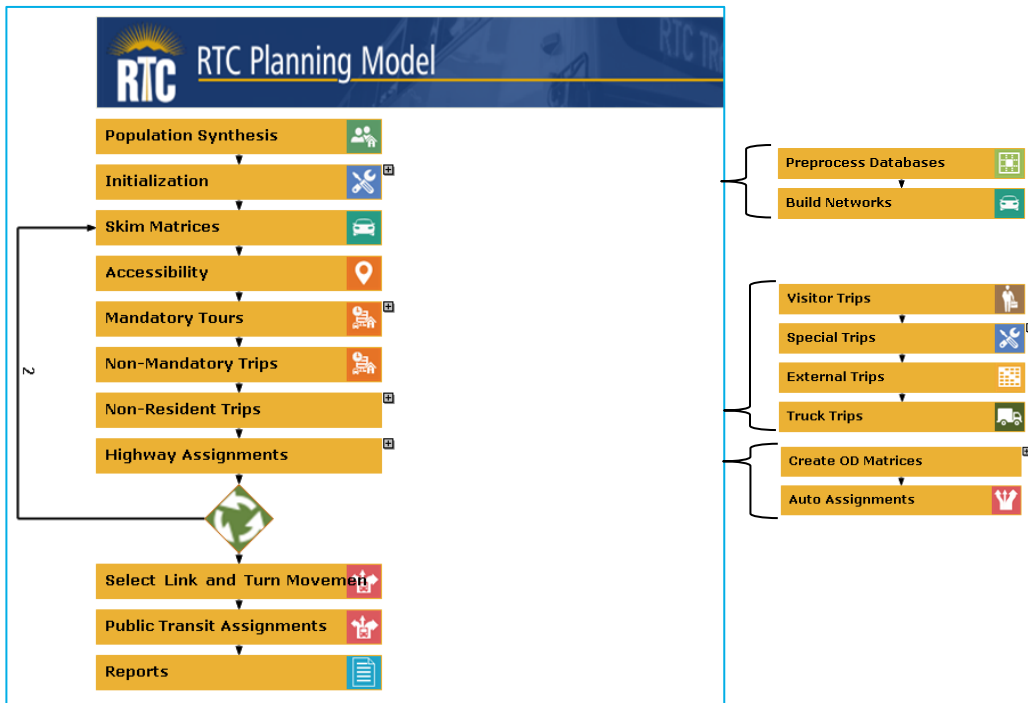 RTC
RTC Planning Model
RTC TR
Population Synthesis
Initialization
Skim Matrices
Accessibility
Mandatory Tours
Non-Mandatory Trips
Non-Resident Trips
Highway Assignments
2
Select Link and Turn Movemen
Public Transit Assignments
Reports
Preprocess Databases
Build Networks
Visitor Trips
Special Trips
External Trips
Truck Trips
Create OD Matrices
Auto Assignments